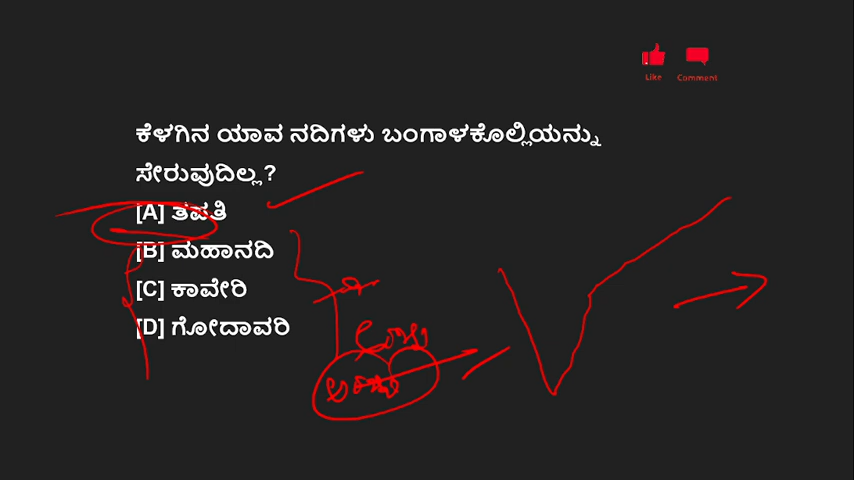 Like Comment
ಕೆಳಗಿನ ಯಾವ ನದಿಗಳು ಬಂಗಾಳಕೊಲ್ಲಿಯನ್ನು
ಸೇರುವುದಿಲ್ಲ?
[A] ತಪತಿ
[B] ಮಹಾನದಿ
[C] ಕಾವೇರಿ
[D] ಗೋದಾವರಿ